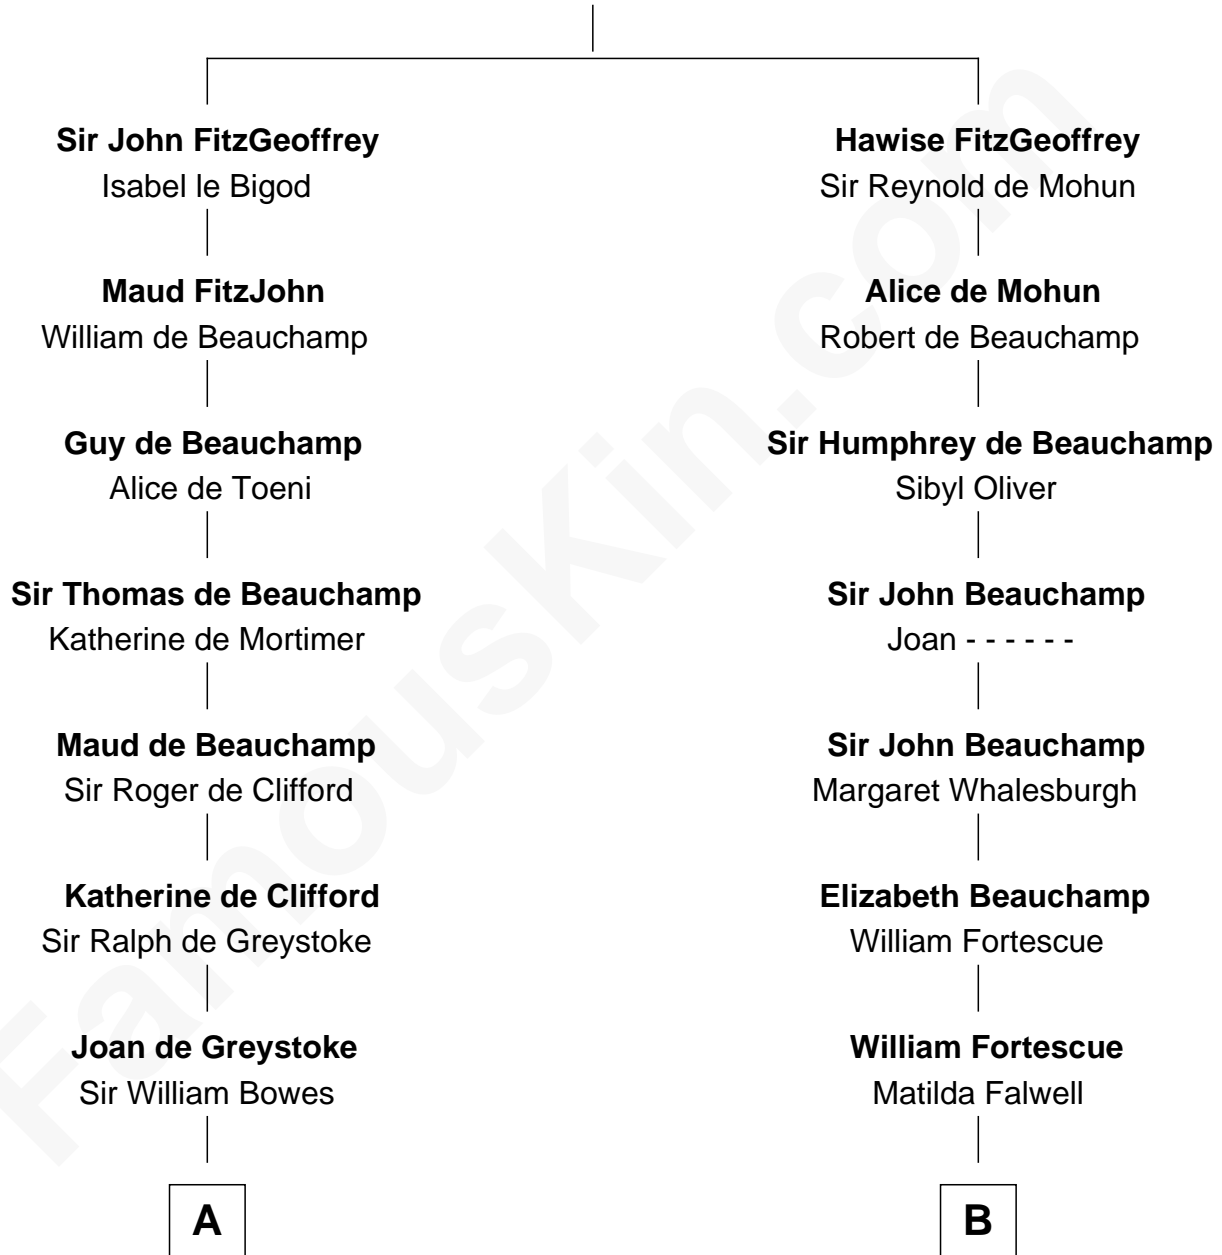 Sir John FitzGeoffrey
Isabel le Bigod
Maud FitzJohn
William de Beauchamp
Guy de Beauchamp
Alice de Toeni
Sir Thomas de Beauchamp
Katherine de Mortimer
Maud de Beauchamp
Sir Roger de Clifford
Katherine de Clifford
Sir Ralph de Greystoke
Joan de Greystoke
Sir William Bowes
A
Hawise FitzGeoffrey
Sir Reynold de Mohun
Alice de Mohun
Robert de Beauchamp
Sir Humphrey de Beauchamp
Sibyl Oliver
Sir John Beauchamp
Joan - - - - - -
Sir John Beauchamp
Margaret Whalesburgh
Elizabeth Beauchamp
William Fortescue
William Fortescue
Matilda Falwell
B
FamousKin.com